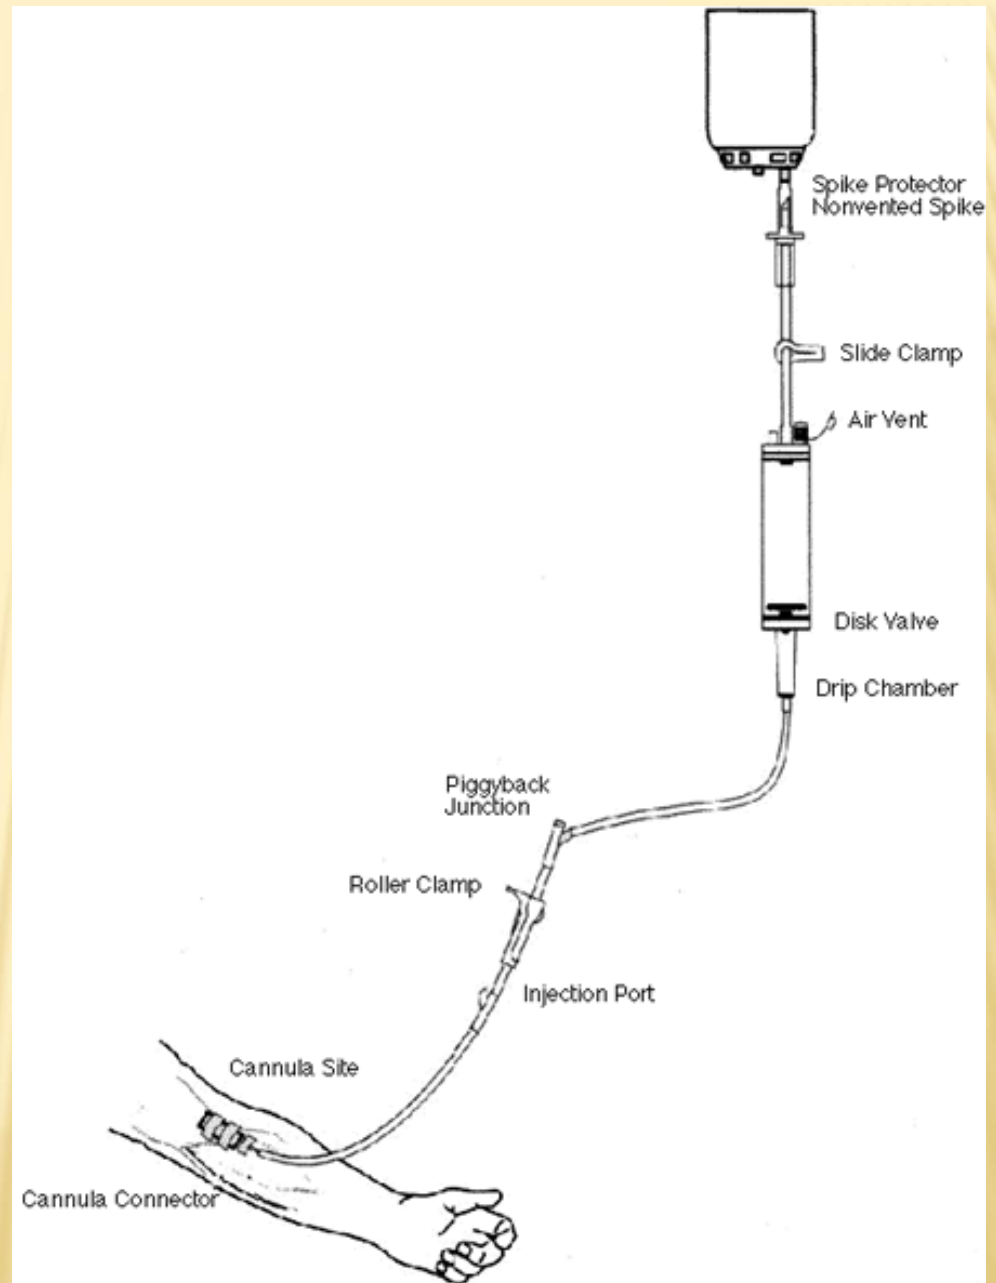 Spike Protector
Nonvented Spike
Slide Clamp
Air Vent
Disk Valve
Drip Chamber
Piggyback
Junction
Roller Clamp
Injection Port
Cannula Site
Cannula Connector